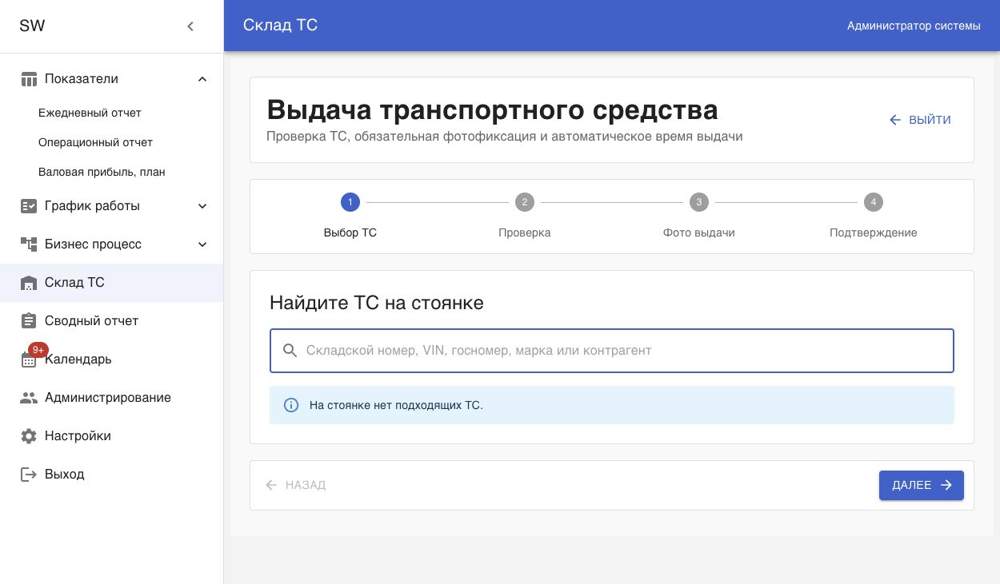 SW
Склад ТС
Администратор системы
Показатели
Ежедневный отчет
Операционный отчет
Валовая прибыль, план
График работы
Бизнес процесс
Склад ТС
Сводный отчет
9+
Календарь
Администрирование
Настройки
Выход
Выдача транспортного средства
Проверка ТС, обязательная фотофиксация и автоматическое время выдачи
ВЫЙТИ
1
2
3
4
Выбор ТС
Проверка
Фото выдачи
Подтверждение
Найдите ТС на стоянке
Складской номер, VIN, госномер, марка или контрагент
На стоянке нет подходящих ТС.
НАЗАД
ДАЛЕЕ